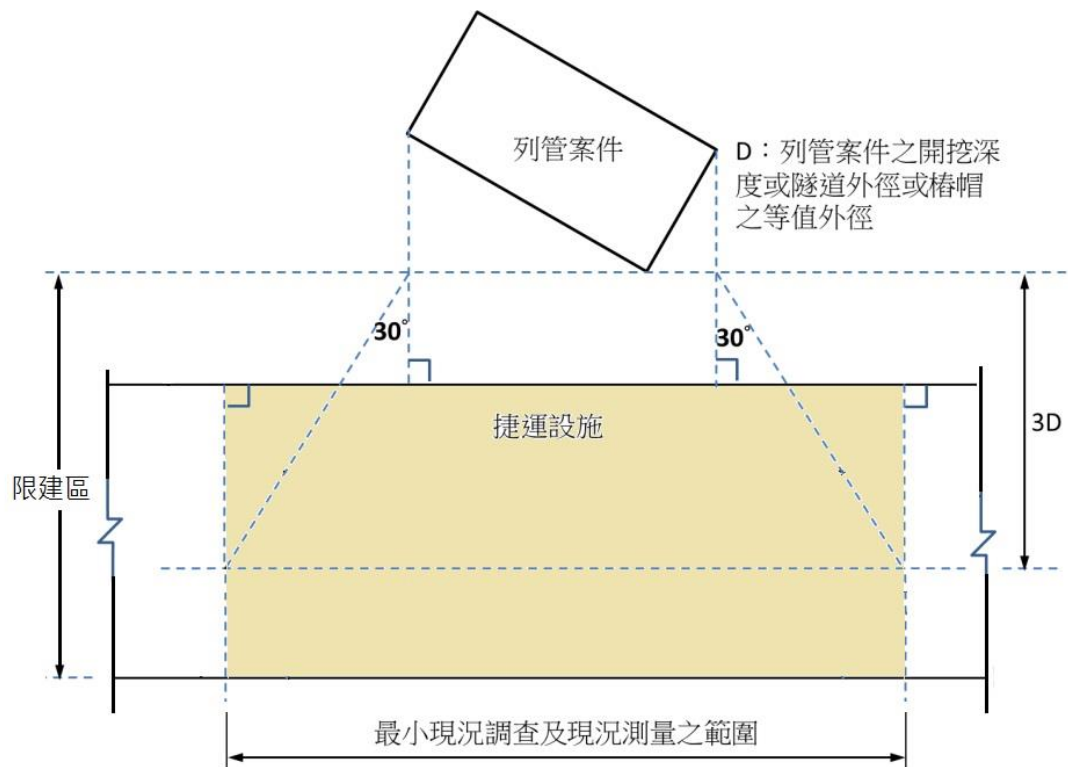 列管案件
D：列管案件之開挖深
度或隧道外徑或樁帽
之等值外徑
30°
30°
捷運設施
3D
限建區
最小現況調查及現況測量之範圍